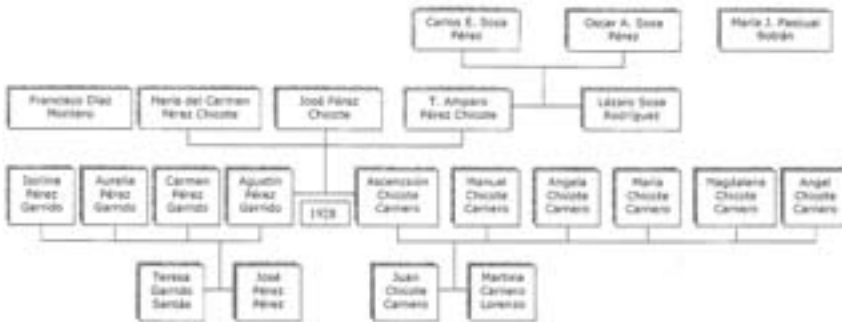 Carlos E. Sosa
Pérez
Oscar A. Sosa
Pérez
María J. Pascual
Francisco Díaz
Montero
María del Carmen
Pérez Chicote
José Pérez
Chicote
T. Amparo
Pérez Chicote
Lázaro Sosa
Rodríguez
Isolina
Pérez
Garrido
Aurelia
Pérez
Garrido
Carmen
Pérez
Garrido
Agustín
Pérez
Garrido
1928
Ascensión
Chicote
Carnero
Manuel
Chicote
Carnero
Angela
Chicote
Carnero
María
Chicote
Carnero
Magdalena
Chicote
Carnero
Angel
Chicote
Carnero
Teresa
Garrido
José
Pérez
Pérez
Juan
Chicote
Carnero
Martina
Carnero
Lorenzo